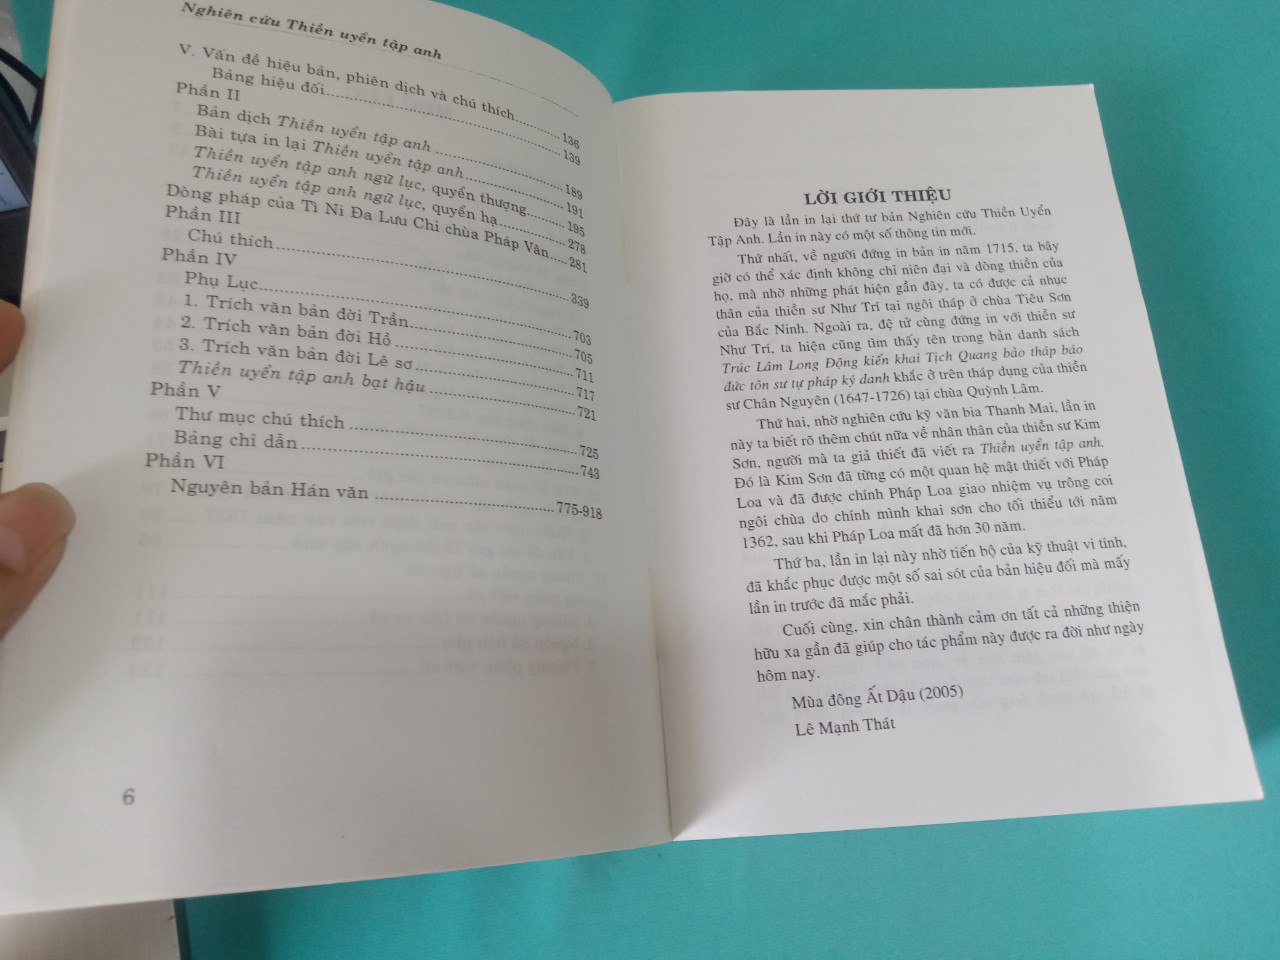 Nghiên cứu Thiền uyển tập anh
V. Vấn đề hiệu bản, phiên dịch và chú thích............136
Bảng hiệu đối............139
Phần II
Bản dịch Thiền uyển tập anh ............189
Bài tựa in lại Thiền uyển tập anh............191
Thiền uyển tập anh ngữ lục, quyển thượng............195
Thiền uyển tập anh ngữ lục, quyển hạ............278
Dòng pháp của Tì Ni Đa Lưu Chi chùa Pháp Vân.....281
Phần III
Chú thích............339
Phần IV
Phụ Lục............703
1. Trích văn bản đời Trần............705
2. Trích văn bản đời Hồ............711
3. Trích văn bản đời Lê sơ............717
Thiền uyển tập anh bạt hậu ............721
Phần V
Thư mục chú thích ............725
Bảng chỉ dẫn............743
Phần VI
Nguyên bản Hán văn ............775-918
6
LỜI GIỚI THIỆU
Đây là lần in lại thứ tư bản Nghiên cứu Thiền Uyển
Tập Anh. Lần in này có một số thông tin mới.
Thứ nhất, về người đứng in bản in năm 1715, ta bây
giờ có thể xác định không chỉ niên đại và dòng thiền của
họ, mà nhờ những phát hiện gần đây, ta có được cả nhục
thân của thiền sư Như Trí tại ngôi tháp ở chùa Tiêu Sơn
của Bắc Ninh. Ngoài ra, đệ tử cùng đứng in với thiền sư
Như Trí, ta hiện cũng tìm thấy tên trong bản danh sách
Trúc Lâm Long Động kiến khai Tịch Quang bảo tháp báo
đức tôn sư tự pháp ký danh khắc ở trên tháp dụng của thiền
sư Chân Nguyên (1647-1726) tại chùa Quỳnh Lâm.
Thứ hai, nhờ nghiên cứu kỹ văn bia Thanh Mai, lần in
này ta biết rõ thêm chút nữa về nhân thân của thiền sư Kim
Sơn, người mà ta giả thiết đã viết ra Thiền uyển tập anh.
Đó là Kim Sơn đã từng có một quan hệ mật thiết với Pháp
Loa và đã được chính Pháp Loa giao nhiệm vụ trông coi
ngôi chùa do chính mình khai sơn cho tối thiểu tới năm
1362, sau khi Pháp Loa mất đã hơn 30 năm.
Thứ ba, lần in lại này nhờ tiến bộ của kỹ thuật vi tính,
đã khắc phục được một số sai sót của bản hiệu đối mà mấy
lần in trước đã mắc phải.
Cuối cùng, xin chân thành cảm ơn tất cả những thiện
hữu xa gần đã giúp cho tác phẩm này được ra đời như ngày
hôm nay.
Mùa đông Ất Dậu (2005)
Lê Mạnh Thát